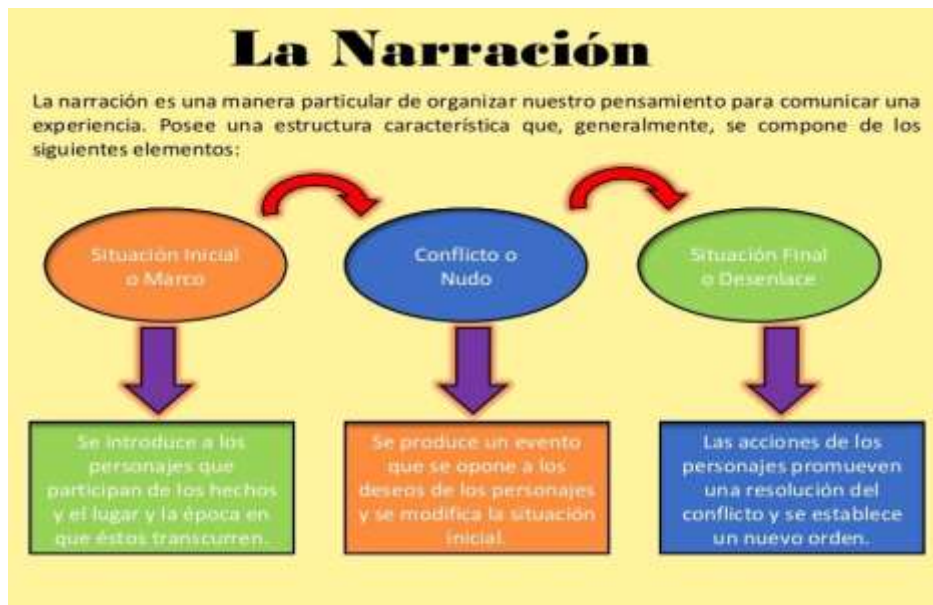 La Narración
La narración es una manera particular de organizar nuestro pensamiento para comunicar una
experiencia. Posee una estructura característica que, generalmente, se compone de los
siguientes elementos:
Situación Inicial
o Marco
Conflicto o
Nudo
Situación Final
o Desenlace
Se introduce a los
personajes que
participan de los hechos
y el lugar y la época en
que éstos transcurren.
Se produce un evento
que se opone a los
deseos de los personajes
y se modifica la situación
inicial.
Las acciones de los
personajes promueven
una resolución del
conflicto y se establece
un nuevo orden.